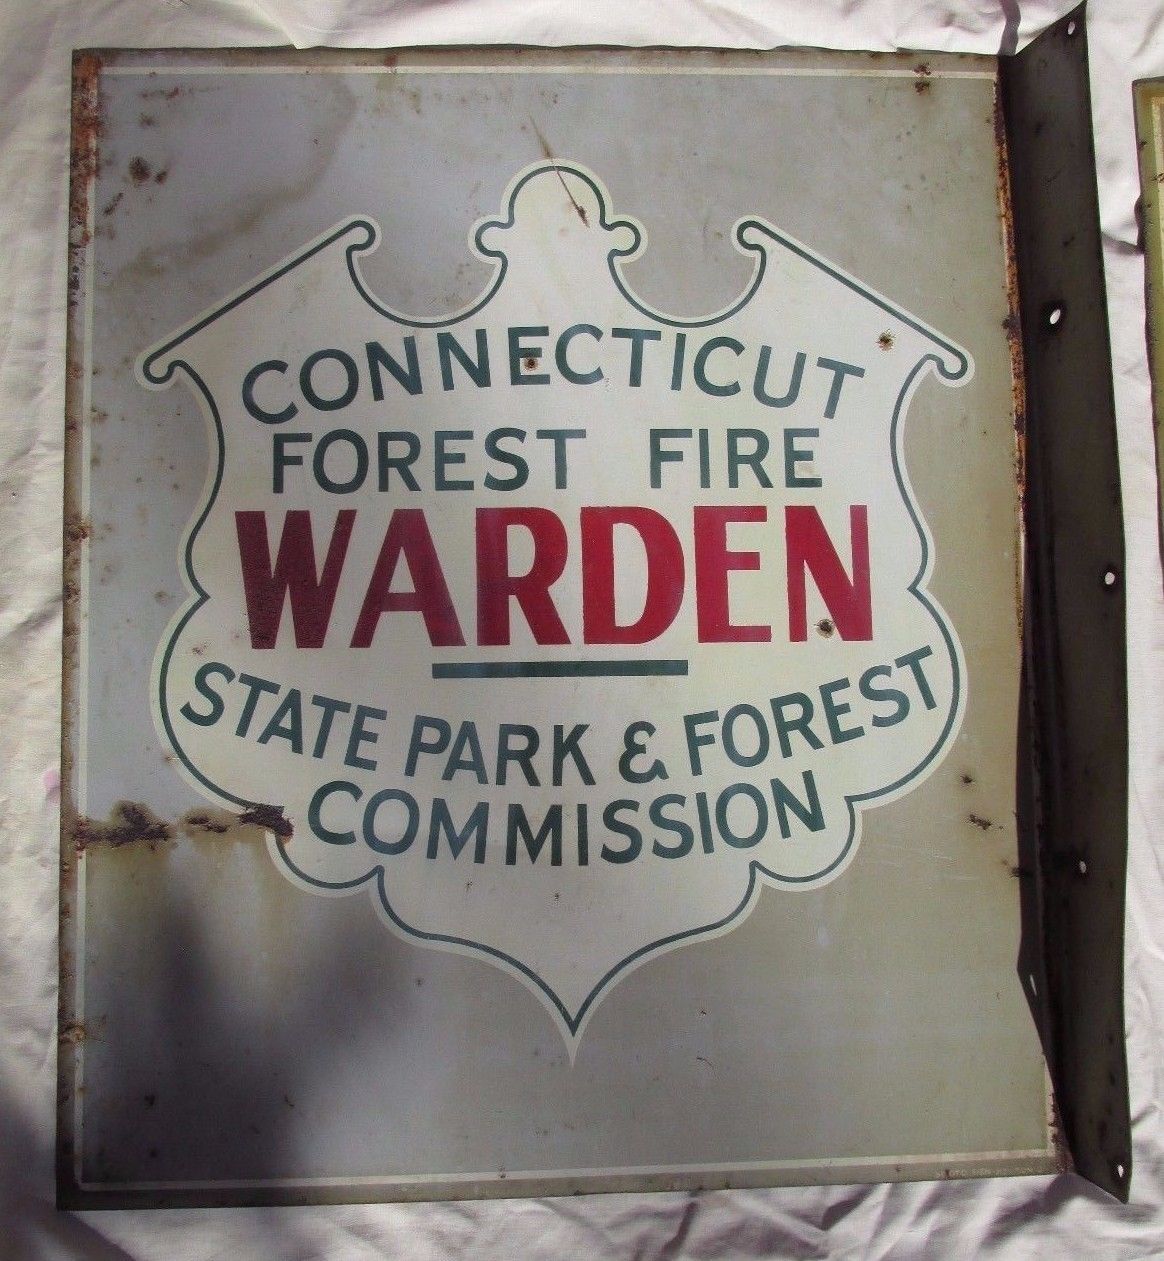 CONNECTICUT
FOREST FIRE
WARDEN
STATE PARK & FOREST
COMMISSION